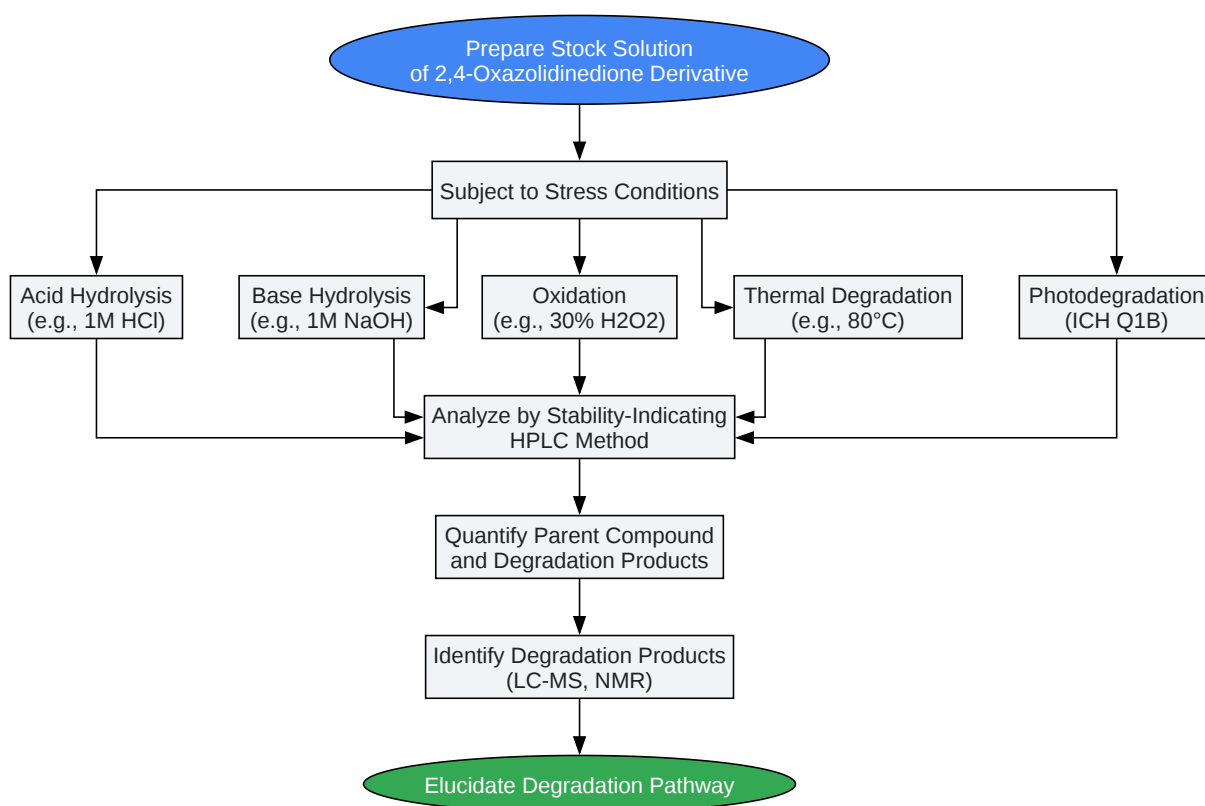 Prepare Stock Solution
of 2,4-Oxazolidinedione Derivative
Subject to Stress Conditions
Acid Hydrolysis
(e.g., 1M HCl)
Base Hydrolysis
(e.g., 1M NaOH)
Oxidation
(e.g., 30% H2O2)
Thermal Degradation
(e.g., 80°C)
Photodegradation
(ICH Q1B)
Analyze by Stability-Indicating
HPLC Method
Quantify Parent Compound
and Degradation Products
Identify Degradation Products
(LC-MS, NMR)
Elucidate Degradation Pathway